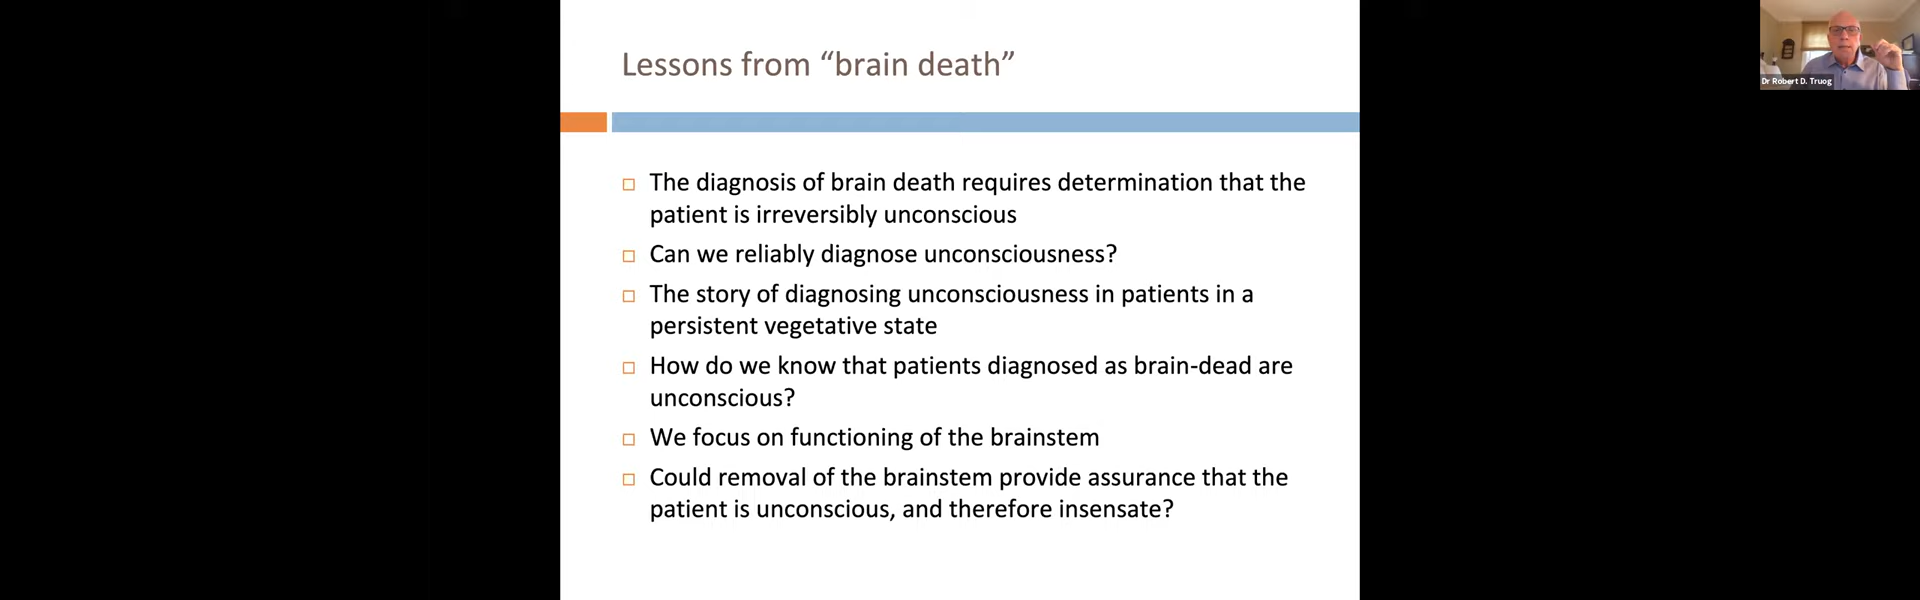 Lessons from “brain death”
Dr Robert D. Truog
The diagnosis of brain death requires determination that the
patient is irreversibly unconscious
Can we reliably diagnose unconsciousness?
The story of diagnosing unconsciousness in patients in a
persistent vegetative state
How do we know that patients diagnosed as brain-dead are
unconscious?
We focus on functioning of the brainstem
Could removal of the brainstem provide assurance that the
patient is unconscious, and therefore insensate?